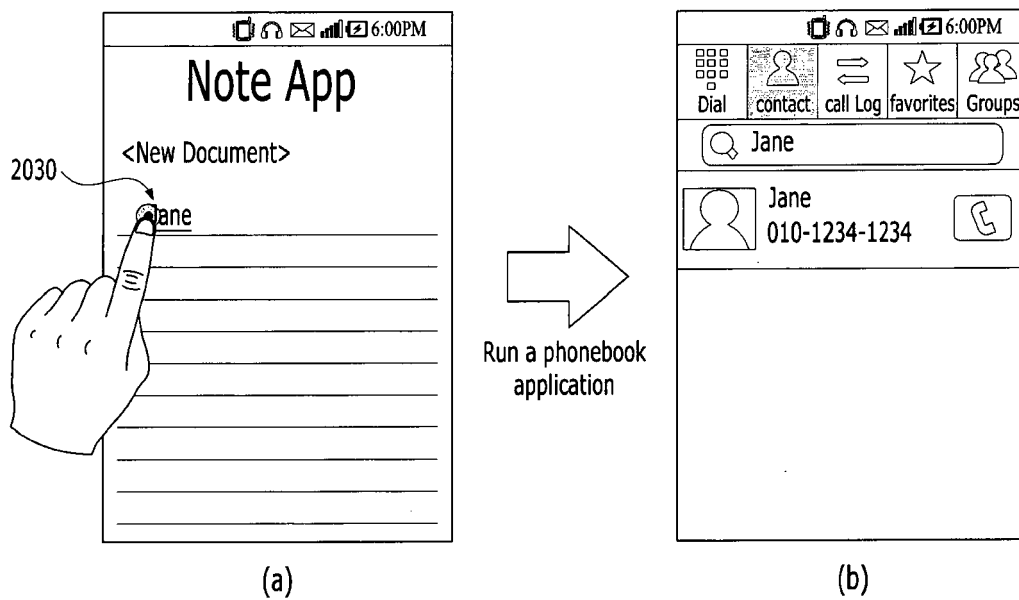 6:00PM
Note App
<New Document>
2030
Jane
(a)
Run a phonebook
application
6:00PM
Dial contact call Log favorites Groups
Jane
Jane
010-1234-1234
(b)